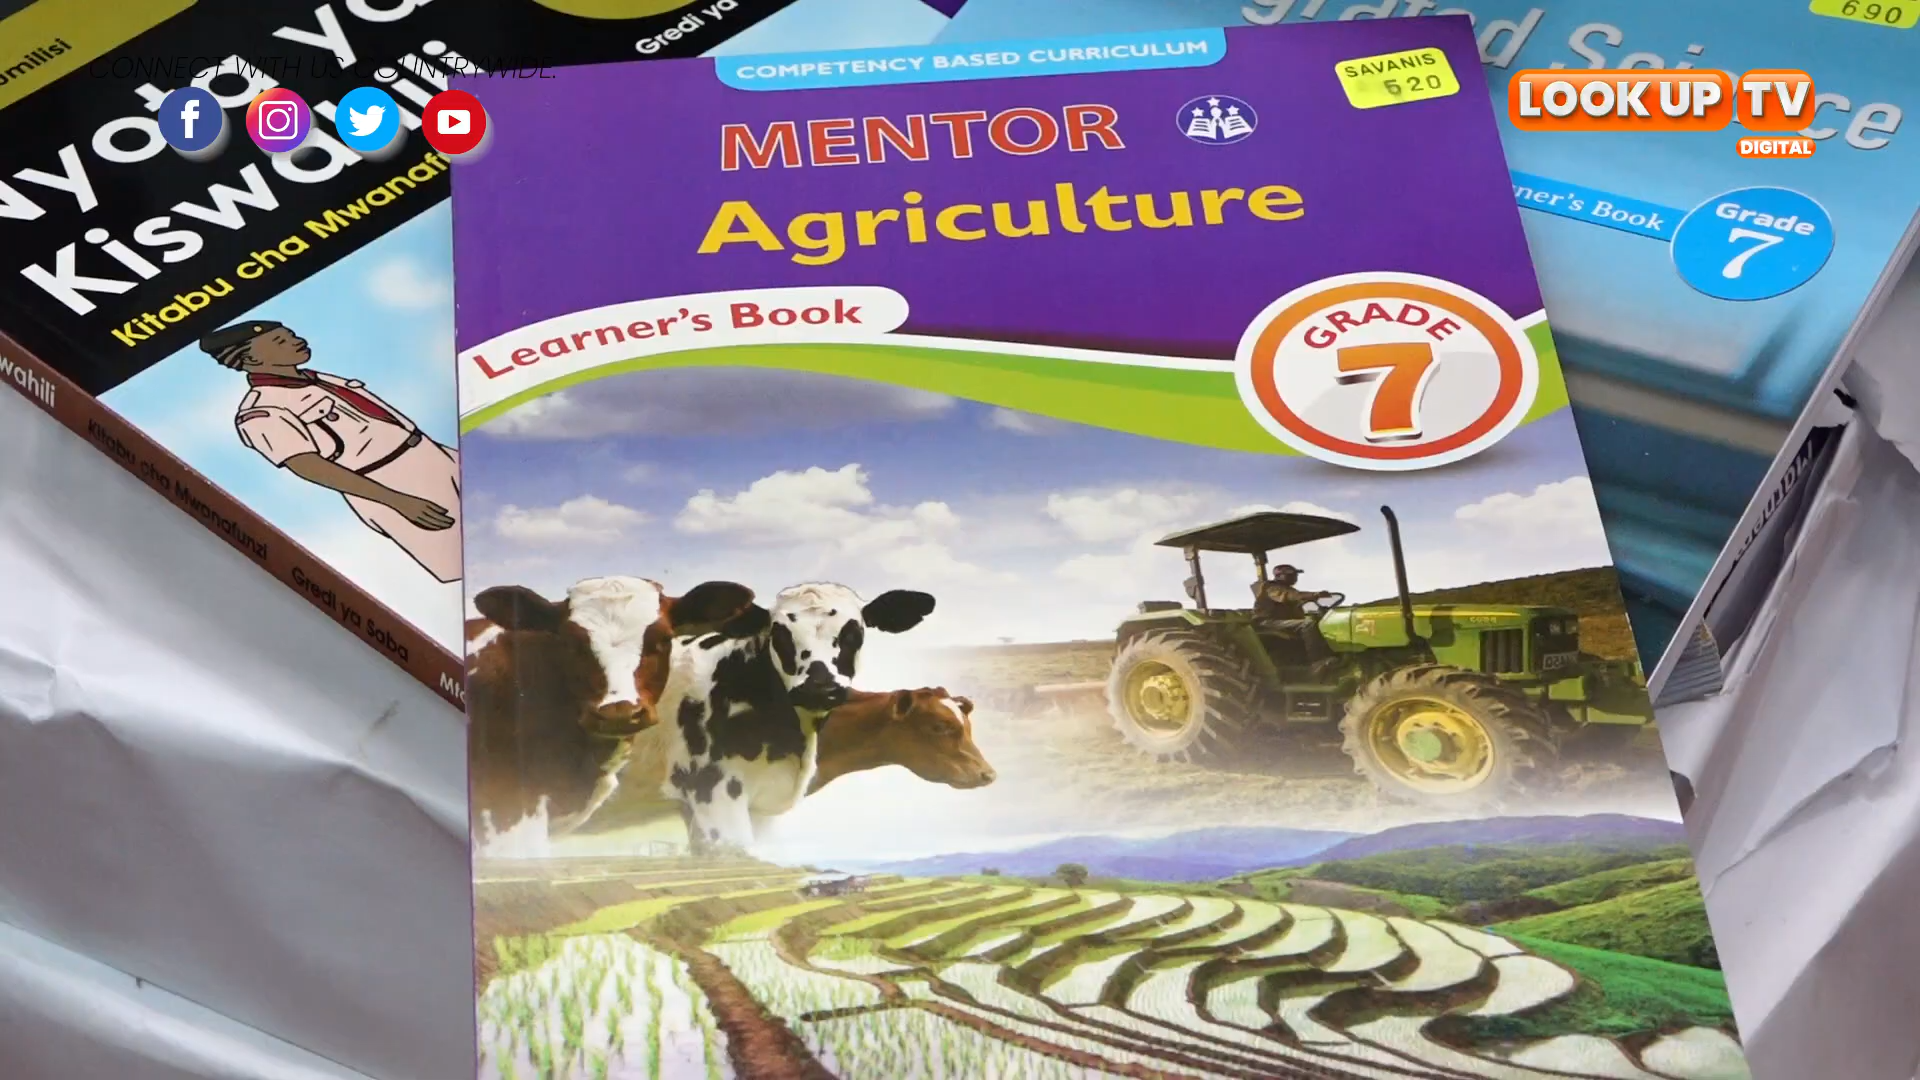 CONNECT WITH US COUNTRYWIDE.
LOOK UP TV
DIGITAL
COMPETENCY BASED CURRICULUM
SAVANIS
520
MENTOR
Agriculture
Learner's Book
GRADE
7
Kiswahili
Kitabu cha
Gredi ya
Kitabu cha Mwanafunzi
Gredi ya Saba
690
Book
Grade
7